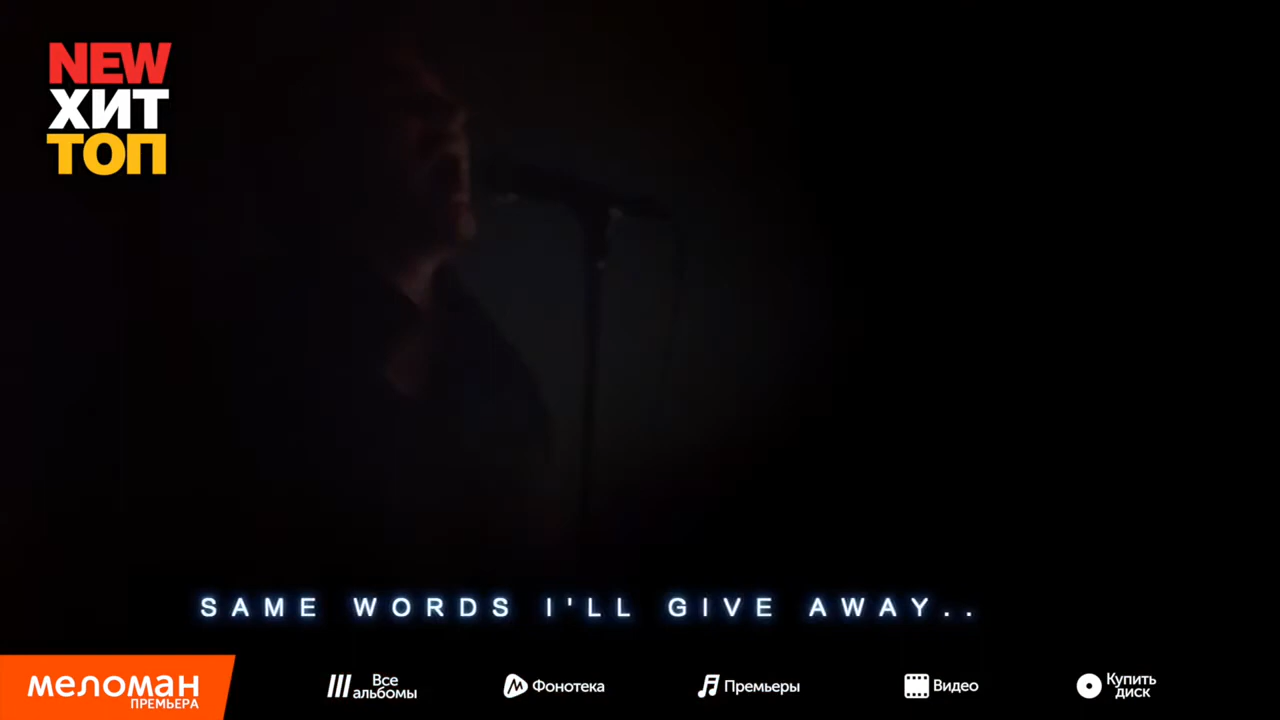 NEW
ХИТ
ТОП
SAME WORDS I'LL GIVE AWAY..
меломан
ПРЕМЬЕРА
Все
альбомы
Фонотека
Премьеры
Видео
Купить
диск